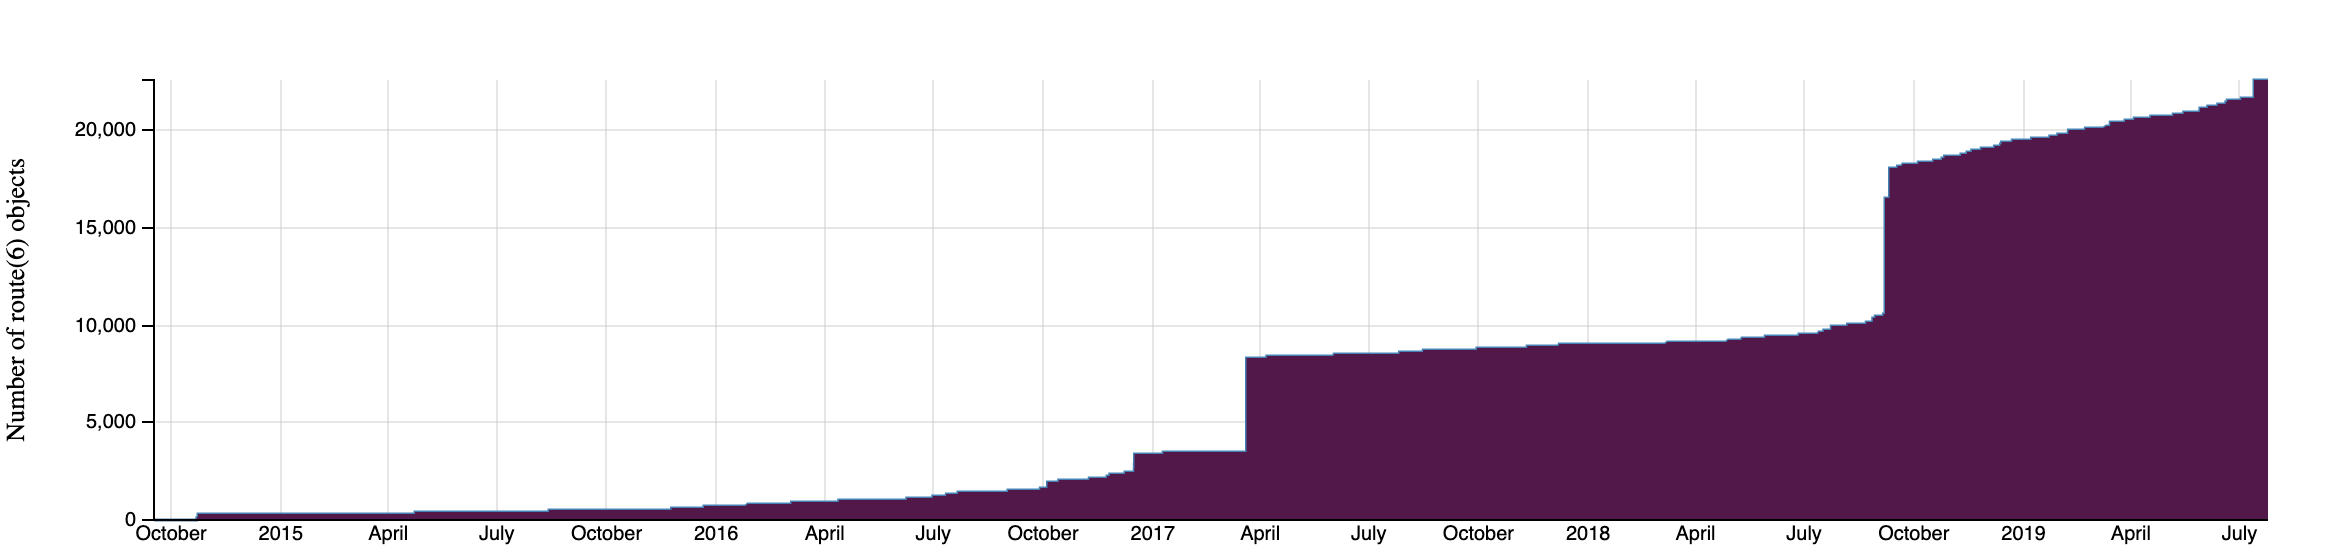 Number of route(6) objects
20,000
15,000
10,000
5,000
0
October 2015 April July October 2016 April July October 2017 April July October 2018 April July October 2019 April July